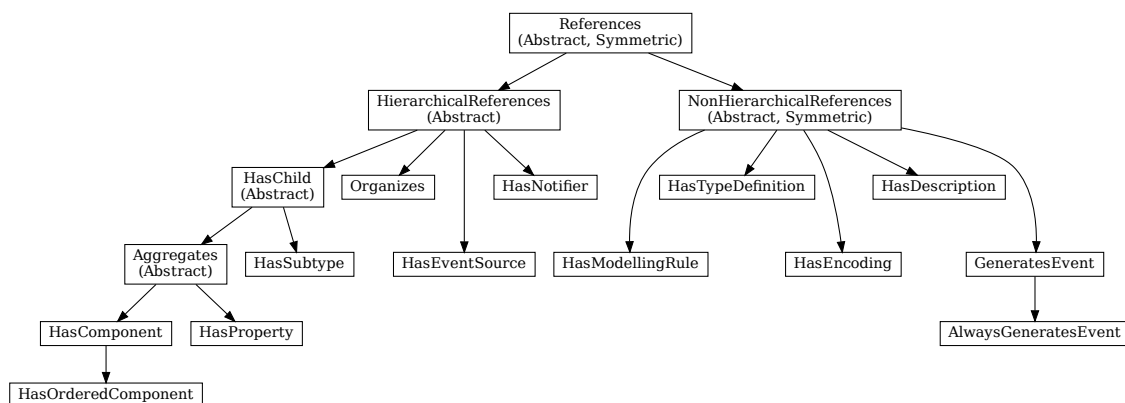 References
(Abstract, Symmetric)
HierarchicalReferences
(Abstract)
NonHierarchicalReferences
(Abstract, Symmetric)
HasChild
(Abstract)
Organizes
HasNotifier
HasTypeDefinition
HasDescription
Aggregates
(Abstract)
HasSubtype
HasEventSource
HasModellingRule
HasEncoding
GeneratesEvent
HasComponent
HasProperty
AlwaysGeneratesEvent
HasOrderedComponent